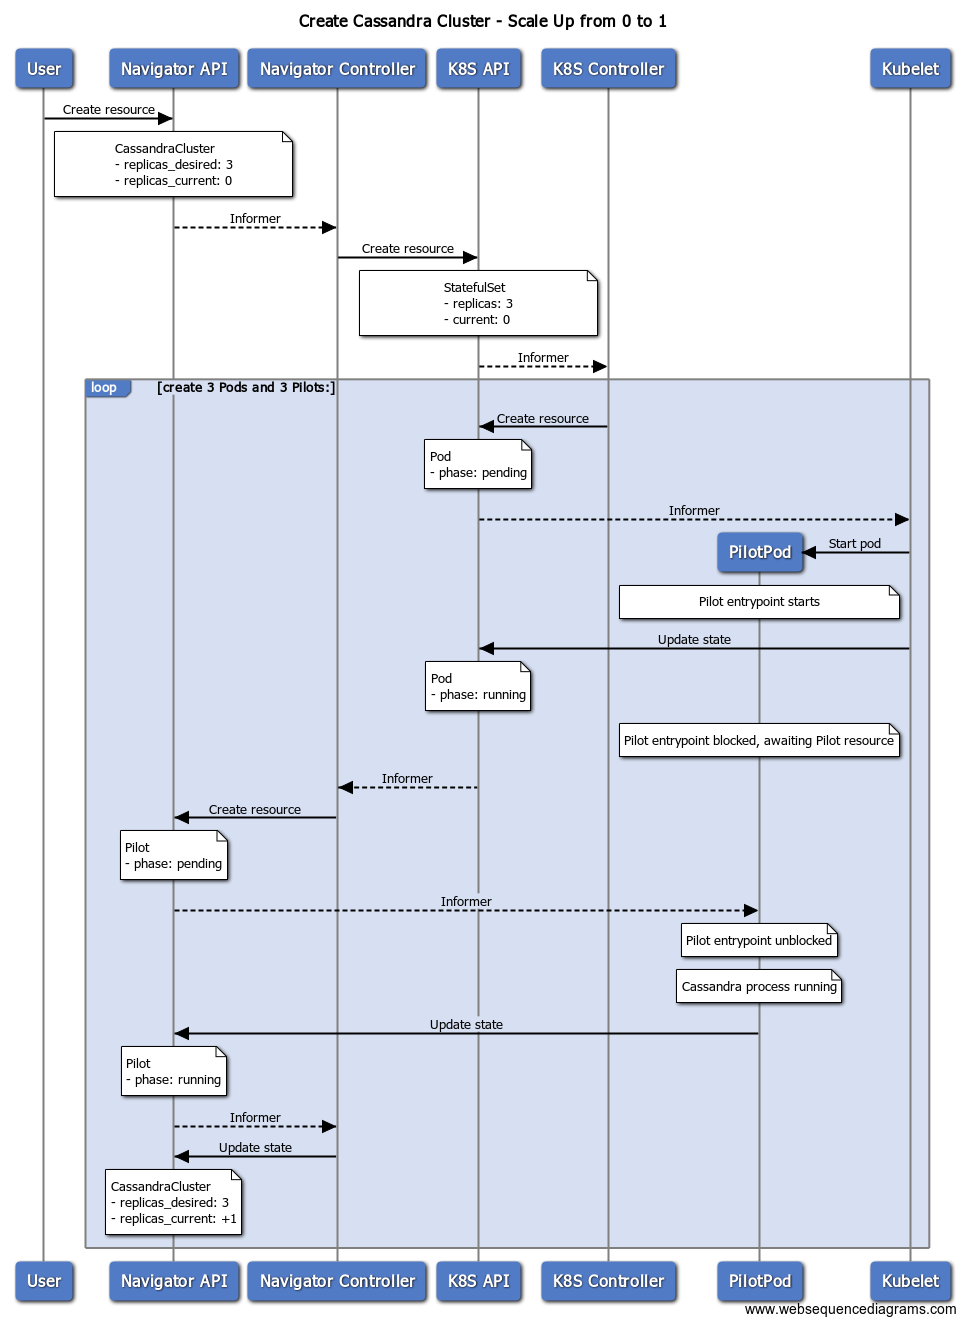 Create Cassandra Cluster - Scale Up from 0 to 1
User
Navigator API
Navigator Controller
K8S API
K8S Controller
Kubelet
Create resource
CassandraCluster
- replicas_desired: 3
- replicas_current: 0
Informer
Create resource
StatefulSet
- replicas: 3
- current: 0
Informer
loop
[create 3 Pods and 3 Pilots:]
Create resource
Pod
- phase: pending
Informer
Start pod
PilotPod
Pilot entrypoint starts
Update state
Pod
- phase: running
Pilot entrypoint blocked, awaiting Pilot resource
Informer
Create resource
Pilot
- phase: pending
Informer
Pilot entrypoint unblocked
Cassandra process running
Update state
Pilot
- phase: running
Informer
Update state
CassandraCluster
- replicas_desired: 3
- replicas_current: +1
User
Navigator API
Navigator Controller
K8S API
K8S Controller
PilotPod
Kubelet
www.websequencediagrams.com